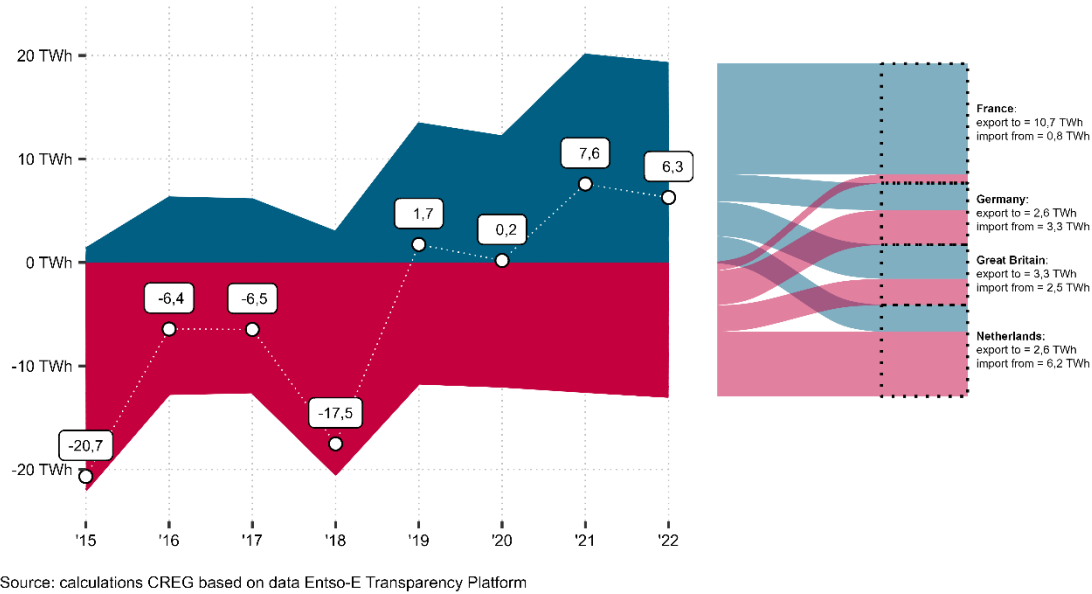 20 TWh
10 TWh
0 TWh
-10 TWh
-20 TWh
-20,7
-6,4
-6,5
-17,5
1,7
0,2
7,6
6,3
'15
'16
'17
'18
'19
'20
'21
'22
France:
export to = 10,7 TWh
import from = 0,8 TWh
Germany:
export to = 2,6 TWh
import from = 3,3 TWh
Great Britain:
export to = 3,3 TWh
import from = 2,5 TWh
Netherlands:
export to = 2,6 TWh
import from = 6,2 TWh
Source: calculations CREG based on data Entso-E Transparency Platform